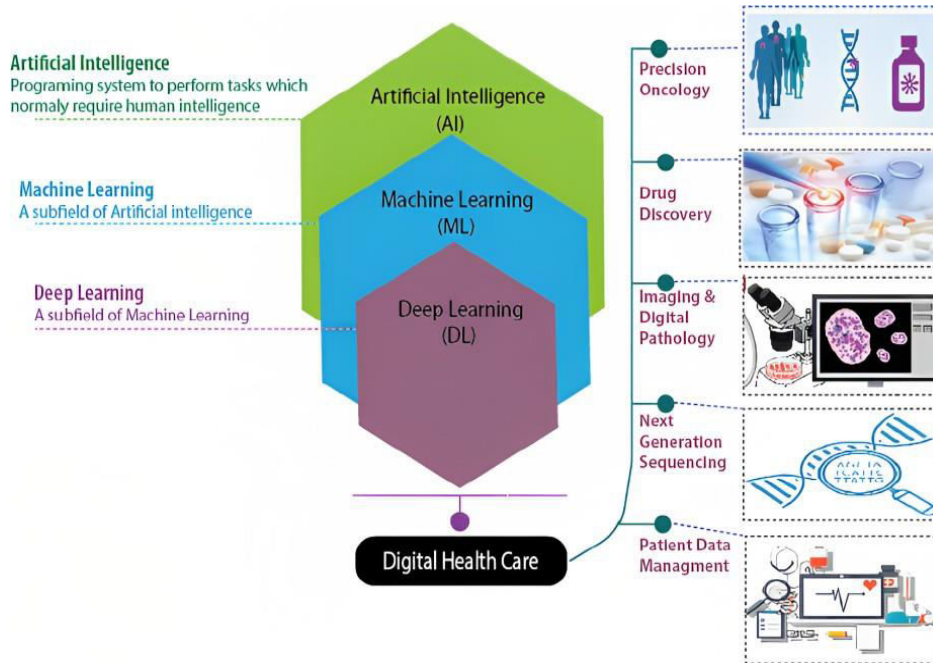 Artificial Intelligence
Programing system to perform tasks which
normaly require human intelligence
Machine Learning
A subfield of Artificial intelligence
Deep Learning
A subfield of Machine Learning
Artificial Intelligence
(AI)
Machine Learning
(ML)
Deep Learning
(DL)
Digital Health Care
Precision
Oncology
Drug
Discovery
Imaging &
Digital
Pathology
Next
Generation
Sequencing
Patient Data
Managment